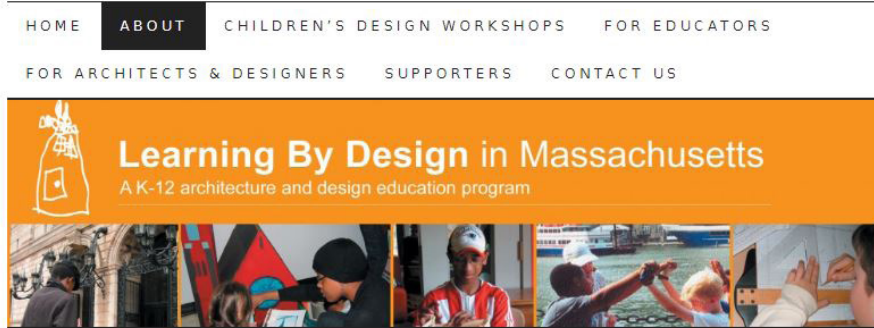 HOME ABOUT CHILDREN'S DESIGN WORKSHOPS FOR EDUCATORS
FOR ARCHITECTS & DESIGNERS SUPPORTERS CONTACT US
Learning By Design in Massachusetts
A K-12 architecture and design education program